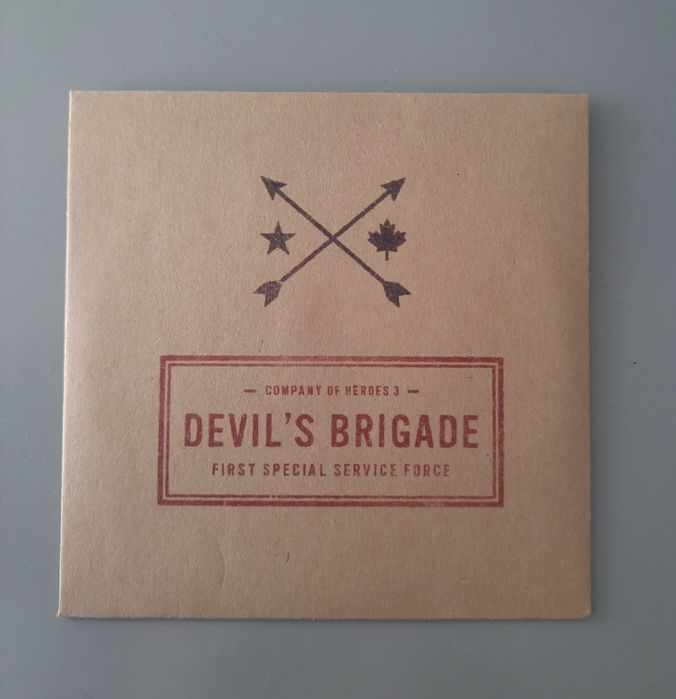 — COMPANY OF HEROES 3 —
DEVIL'S BRIGADE
FIRST SPECIAL SERVICE FORCE